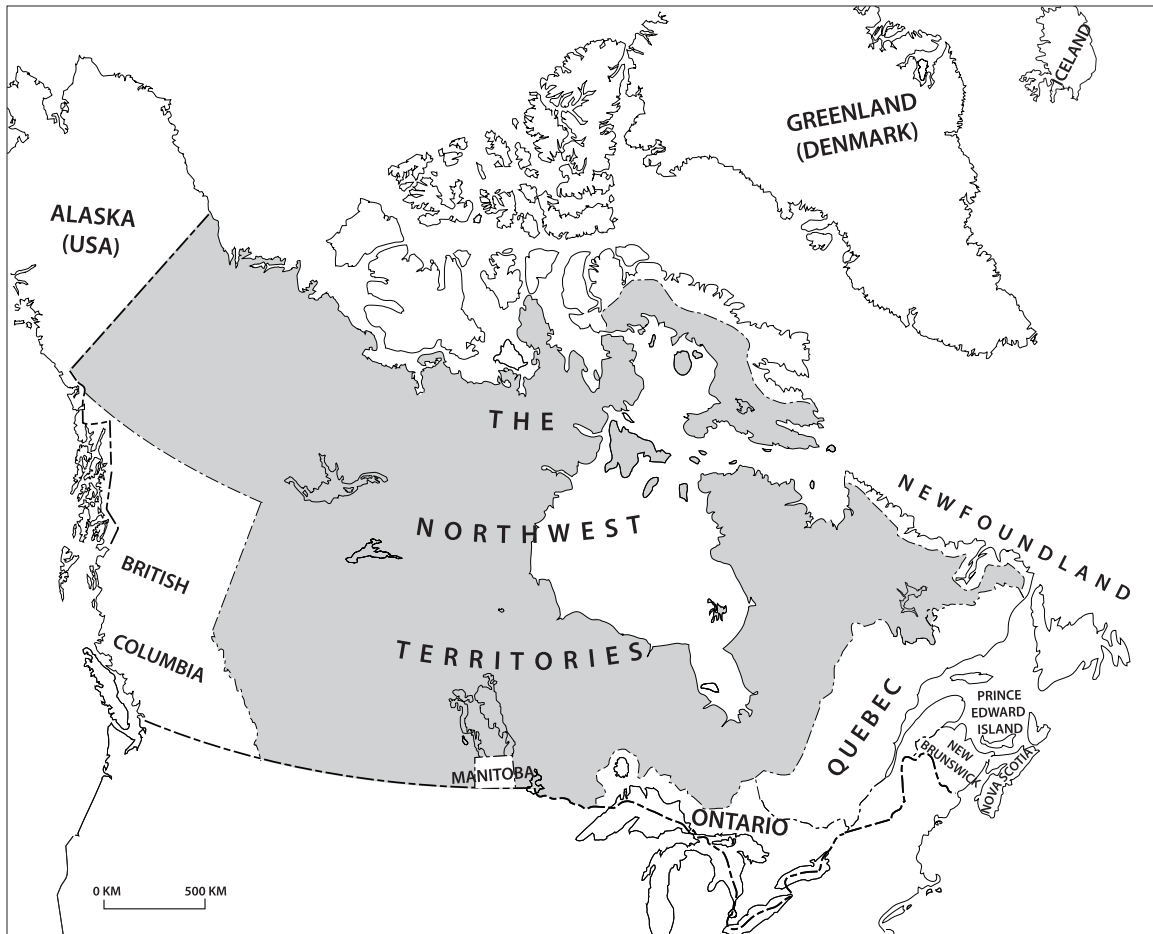 ICELAND
GREENLAND
(DENMARK)
ALASKA
(USA)
THE
NORTHWEST
TERRITORIES
NEWFOUNDLAND
BRITISH
COLUMBIA
MANITOBA
QUEBEC
ONTARIO
PRINCE
EDWARD
ISLAND
NEW
BRUNSWICK
NOVA SCOTIA
0 KM 500 KM